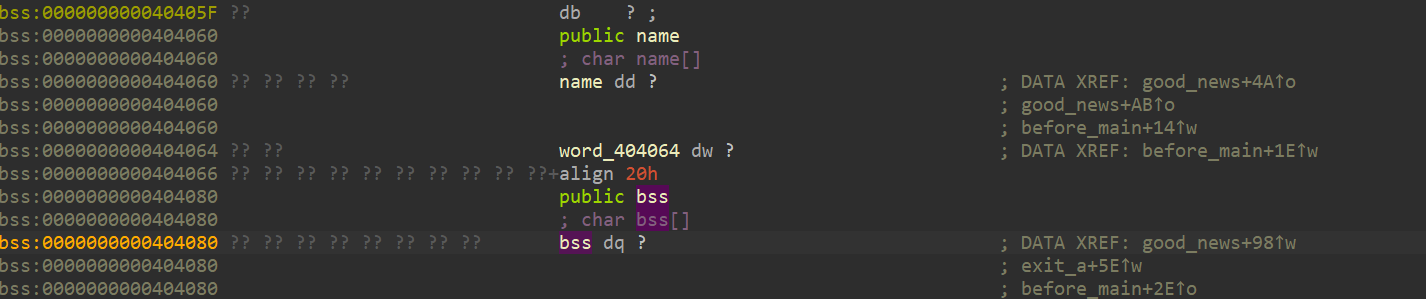 bss:000000000040405F ?? db ? ;
bss:0000000000404060 public name
bss:0000000000404060 ; char name[]
bss:0000000000404060 ?? ?? ?? ?? name dd ? ; DATA XREF: good_news+4A↑o
bss:0000000000404060 ; good_news+AB↑o
bss:0000000000404060 ; before_main+14↑w
bss:0000000000404064 ?? ?? word_404064 dw ? ; DATA XREF: before_main+1E↑w
bss:0000000000404066 ?? ?? ?? ?? ?? ?? ?? ?? ?? ??+align 20h
bss:0000000000404080 public bss
bss:0000000000404080 ; char bss[]
bss:0000000000404080 ?? ?? ?? ?? ?? ?? ?? ?? bss dq ? ; DATA XREF: good_news+98↑w
bss:0000000000404080 ; exit_a+5E↑w
bss:0000000000404080 ; before_main+2E↑o